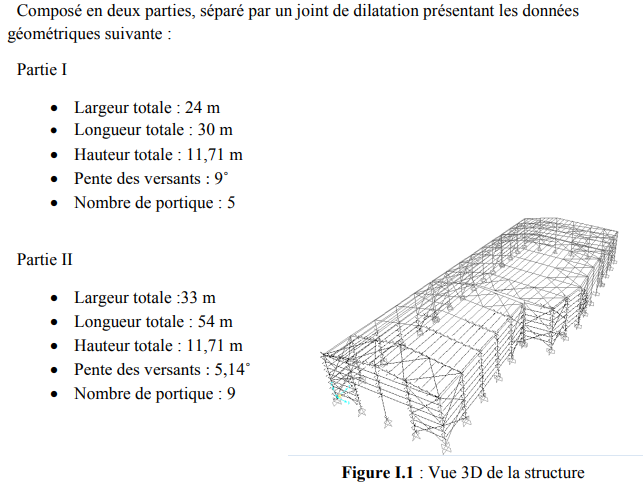 Composé en deux parties, séparé par un joint de dilatation présentant les données
géométriques suivante :
Partie I
• Largeur totale : 24 m
• Longueur totale : 30 m
• Hauteur totale : 11,71 m
• Pente des versants : 9˚
• Nombre de portique : 5
Partie II
• Largeur totale :33 m
• Longueur totale : 54 m
• Hauteur totale : 11,71 m
• Pente des versants : 5,14˚
• Nombre de portique : 9
Figure I.1 : Vue 3D de la structure